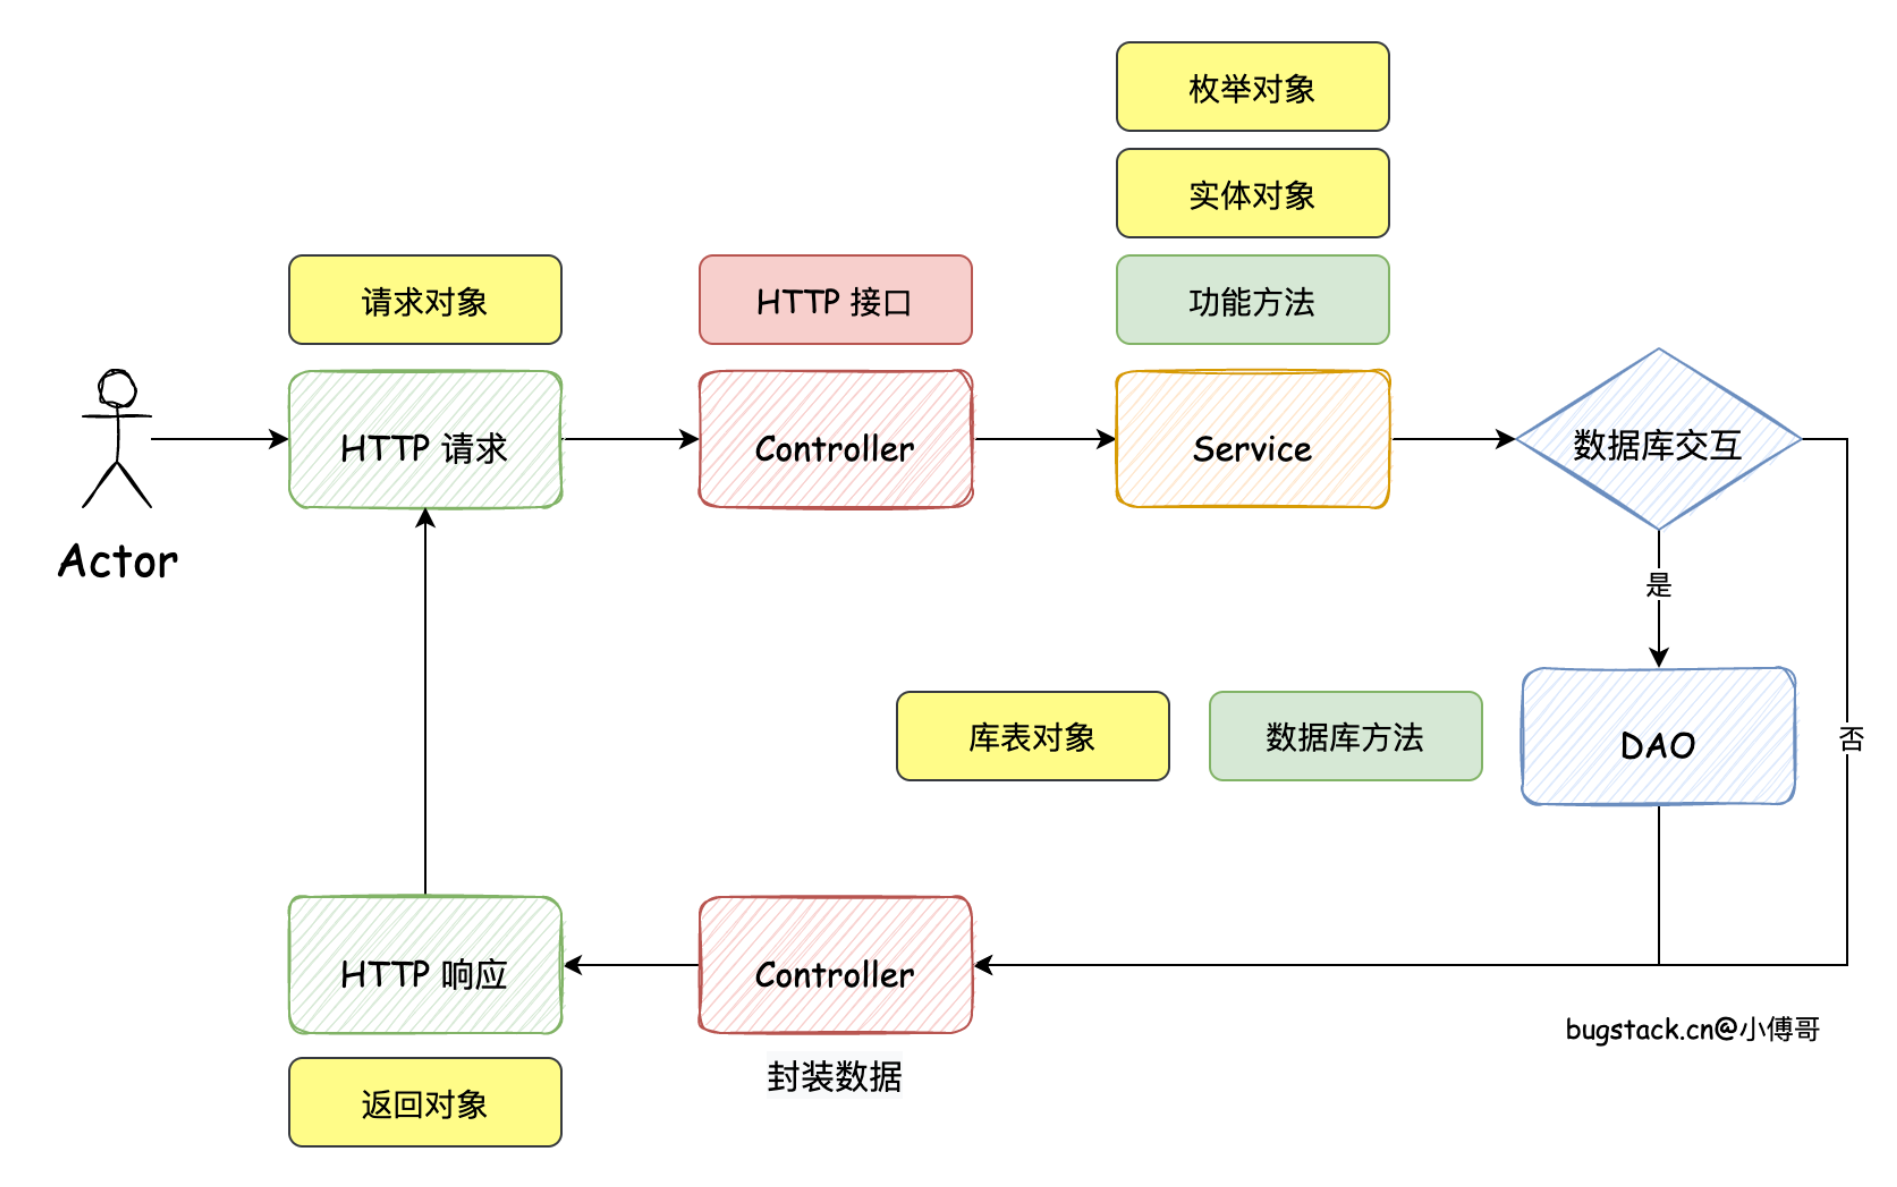 枚举对象
实体对象
请求对象
HTTP 接口
功能方法
HTTP 请求
Controller
Service
数据库交互
Actor
是
库表对象
数据库方法
DAO
否
HTTP 响应
Controller
bugstack.cn@小傅哥
封装数据
返回对象